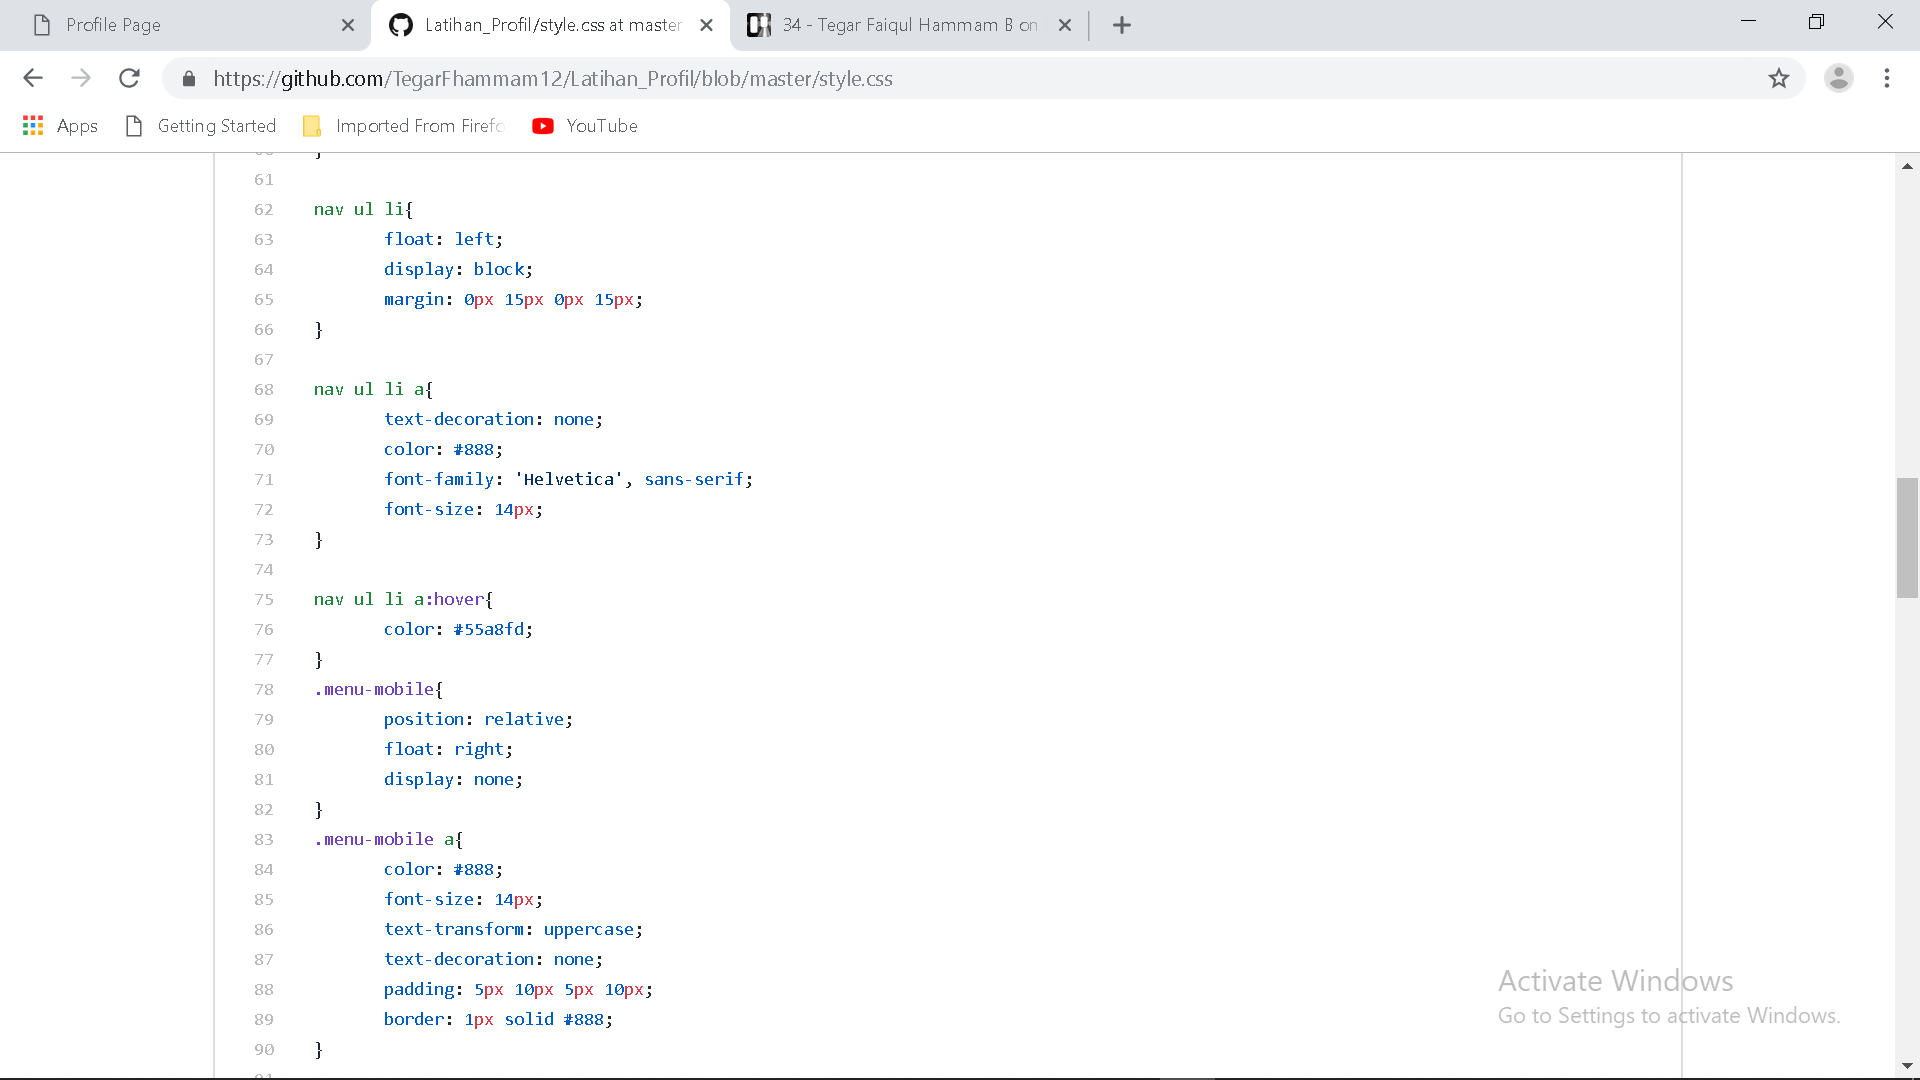 Profile Page
Latihan_Profil/style.css at master
34 - Tegar Faiqul Hammam B on
https://github.com/TegarFhammam12/Latihan_Profil/blob/master/style.css
Apps Getting Started Imported From Firefo YouTube
61
62 nav ul li{
63 float: left;
64 display: block;
65 margin: 0px 15px 0px 15px;
66 }
67
68 nav ul li a{
69 text-decoration: none;
70 color: #888;
71 font-family: 'Helvetica', sans-serif;
72 font-size: 14px;
73 }
74
75 nav ul li a:hover{
76 color: #55a8fd;
77 }
78 .menu-mobile{
79 position: relative;
80 float: right;
81 display: none;
82 }
83 .menu-mobile a{
84 color: #888;
85 font-size: 14px;
86 text-transform: uppercase;
87 text-decoration: none;
88 padding: 5px 10px 5px 10px;
89 border: 1px solid #888;
90 }
Activate Windows
Go to Settings to activate Windows.